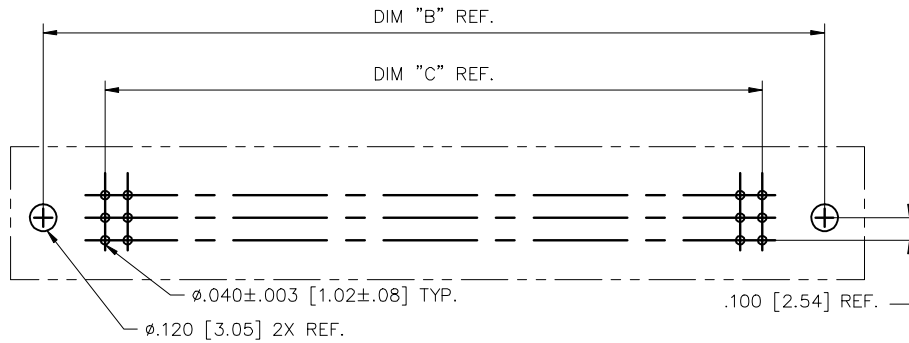 DIM "B" REF.
DIM "C" REF.
ø.040±.003 [1.02±.08] TYP.
.100 [2.54] REF.
ø.120 [3.05] 2X REF.